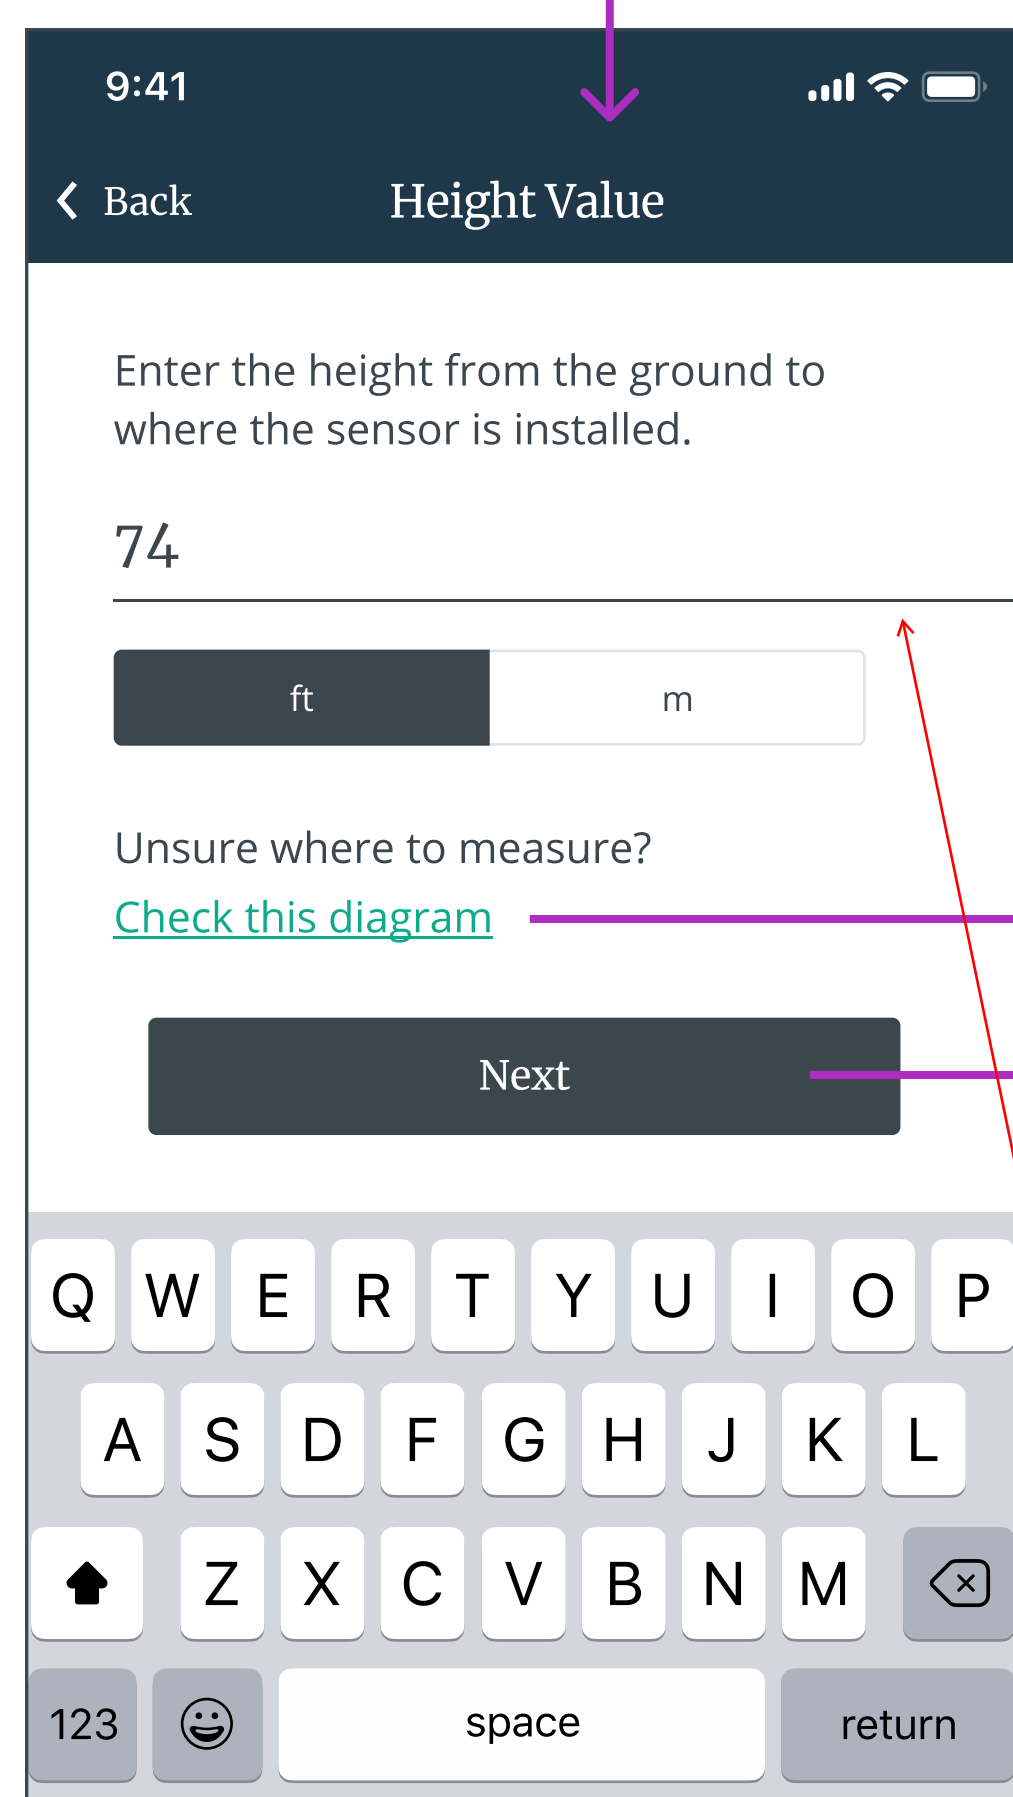 9:41
Back Height Value
Enter the height from the ground to
where the sensor is installed.
74
ft m
Unsure where to measure?
Check this diagram
Next
Q W E R T Y U I O P
A S D F G H J K L
Z X C V B N M
123 space return